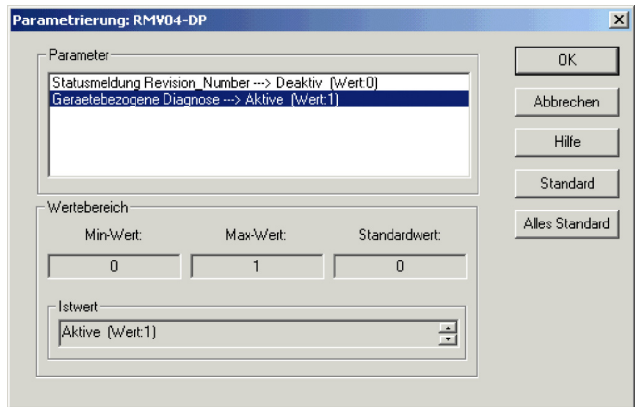 Parametrierung: RMV04-DP
Parameter
Statusmeldung Revision_Number ---> Deaktiv (Wert:0)
Geraetebezogene Diagnose ---> Aktive (Wert:1)
OK
Abbrechen
Hilfe
Standard
Alles Standard
Wertebereich
Min-Wert: Max-Wert: Standardwert:
0 1 0
Istwert
Aktive (Wert:1)